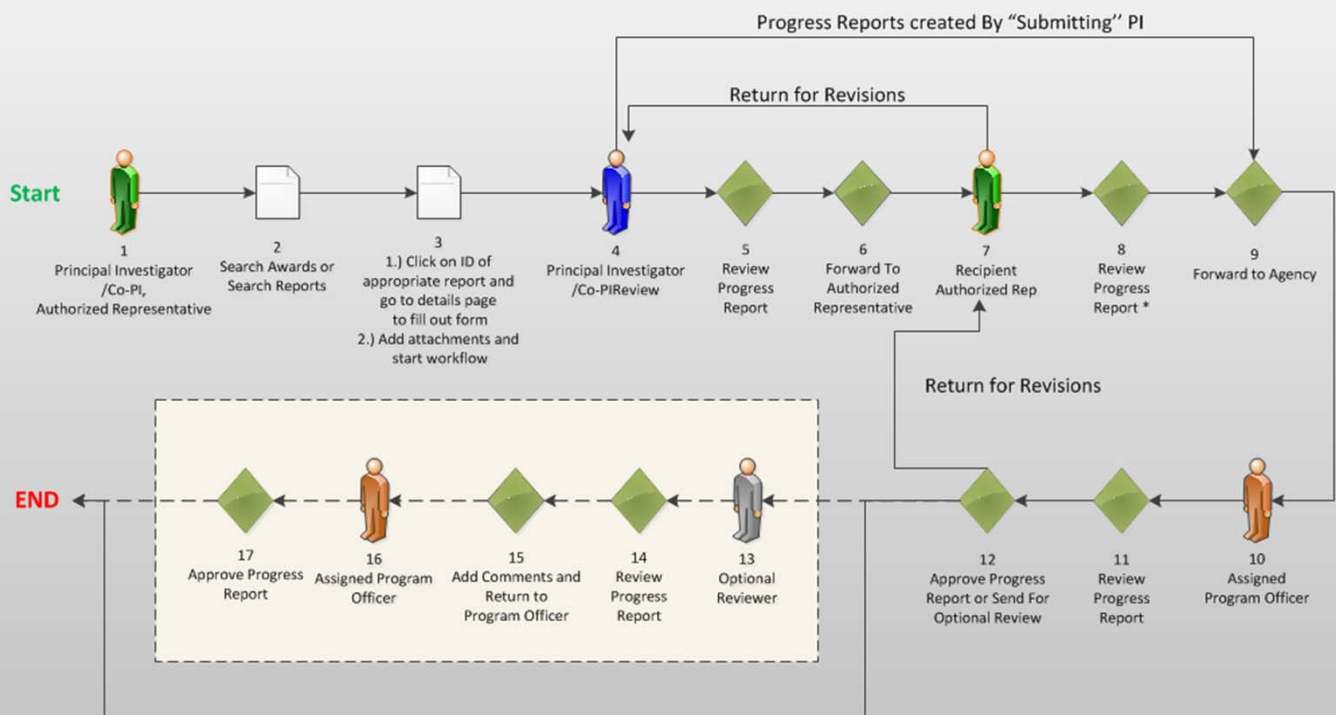 Progress Reports created By “Submitting’’ PI
Return for Revisions
Start
1
Principal Investigator
/Co-PI,
Authorized Representative
2
Search Awards or
Search Reports
3
1.) Click on ID of
appropriate report and
go to details page
to fill out form
2.) Add attachments and
start workflow
4
Principal Investigator
/Co-PIReview
5
Review
Progress
Report
6
Forward To
Authorized
Representative
7
Recipient
Authorized Rep
8
Review
Progress
Report *
9
Forward to Agency
Return for Revisions
END
17
Approve Progress
Report
16
Assigned Program
Officer
15
Add Comments and
Return to
Program Officer
14
Review
Progress
Report
13
Optional
Reviewer
12
Approve Progress
Report or Send For
Optional Review
11
Review
Progress
Report
10
Assigned
Program Officer